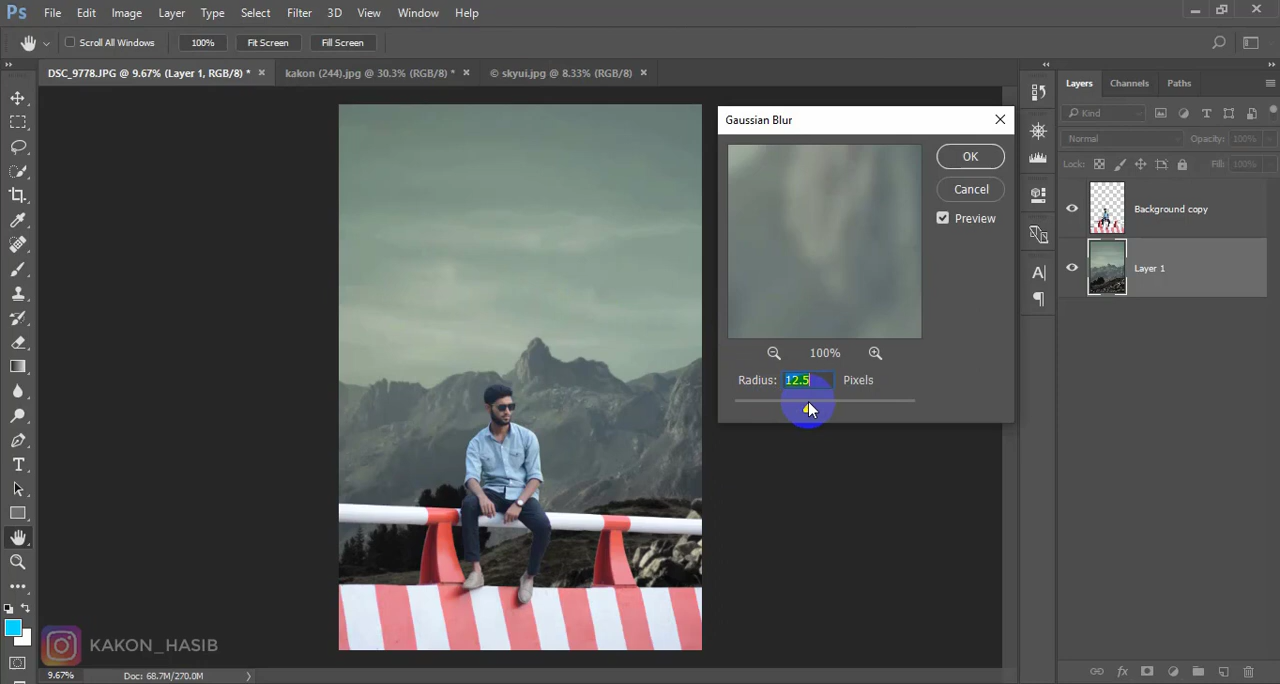 Ps File Edit Image Layer Type Select Filter 3D View Window Help
Scroll All Windows 100% Fit Screen Fill Screen
DSC_9778.JPG @ 9.67% (Layer 1, RGB/8) * kakon (244).jpg @ 30.3% (RGB/8) * © skyui.jpg @ 8.33% (RGB/8)
Layers Channels Paths
Kind
Normal Opacity: 100%
Lock: Fill: 100%
Background copy
Layer 1
Gaussian Blur
OK
Cancel
Preview
100%
Radius: 12.5 Pixels
KAKON_HASIB
9.67% Doc: 68.7M/270.0M